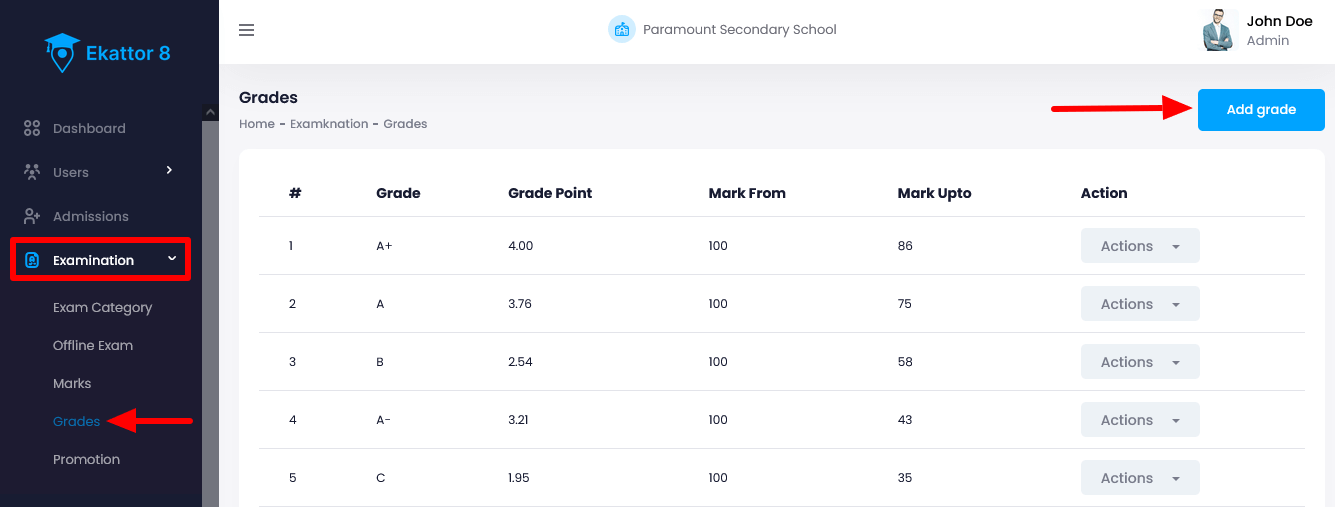 Ekattor 8
Paramount Secondary School
John Doe
Admin
Dashboard
Users
Admissions
Examination
Exam Category
Offline Exam
Marks
Grades
Promotion
Grades
Home - Examknation - Grades
Add grade
# Grade Grade Point Mark From Mark Upto Action
1 A+ 4.00 100 86 Actions
2 A 3.76 100 75 Actions
3 B 2.54 100 58 Actions
4 A- 3.21 100 43 Actions
5 C 1.95 100 35 Actions